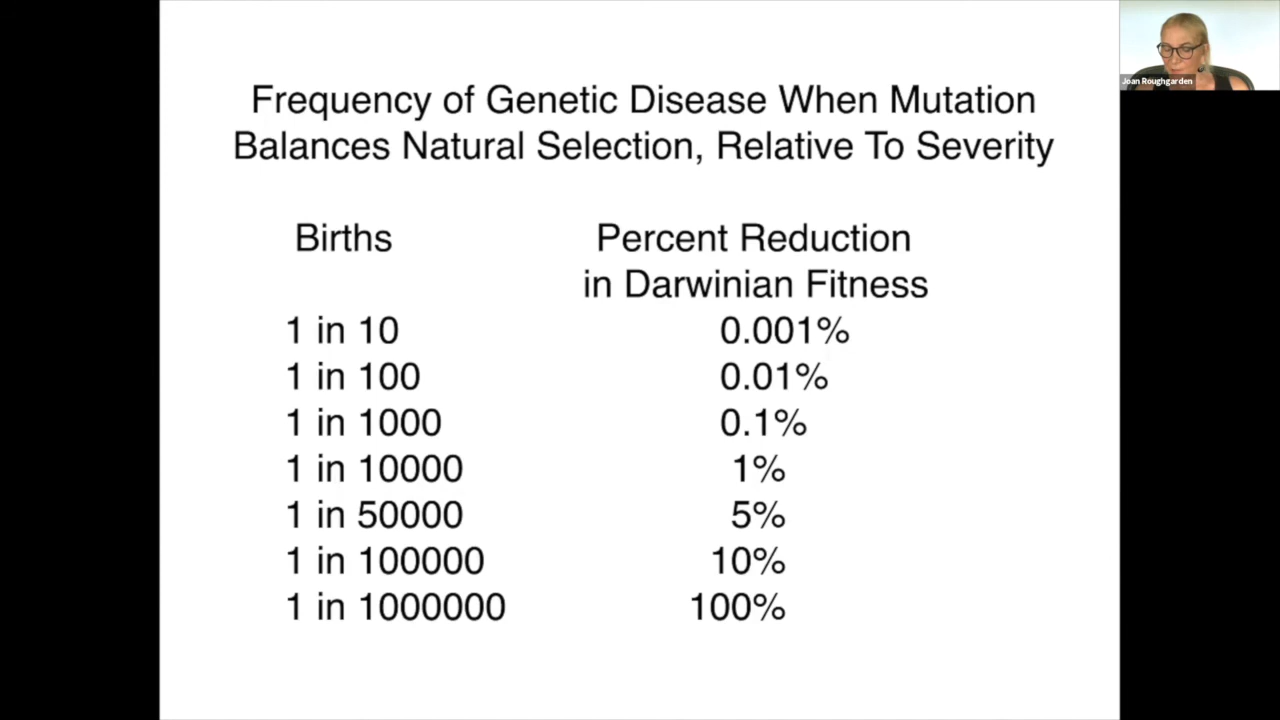 Frequency of Genetic Disease When Mutation
Balances Natural Selection, Relative To Severity
Births Percent Reduction
in Darwinian Fitness
1 in 10 0.001%
1 in 100 0.01%
1 in 1000 0.1%
1 in 10000 1%
1 in 50000 5%
1 in 100000 10%
1 in 1000000 100%
Joan Roughgarden